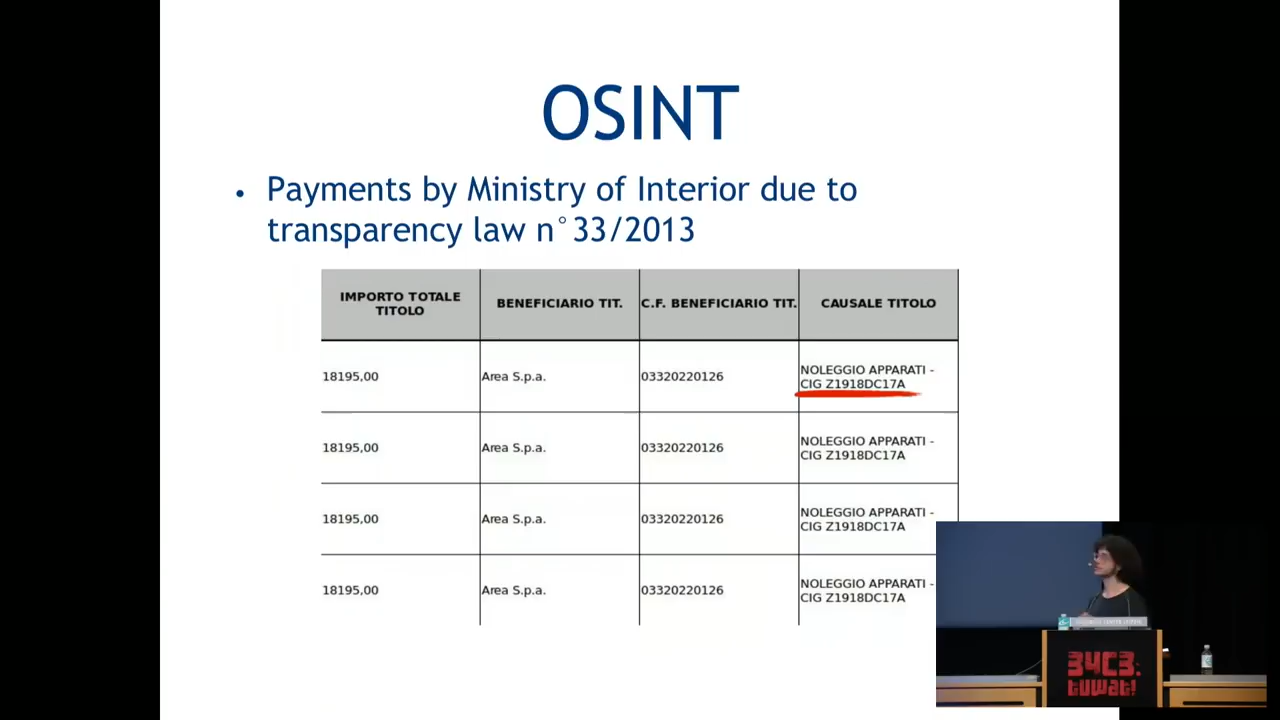 OSINT
• Payments by Ministry of Interior due to
transparency law n°33/2013
IMPORTO TOTALE
TITOLO
BENEFICIARIO TIT.
C.F. BENEFICIARIO TIT.
CAUSALE TITOLO
18195,00
Area S.p.a.
03320220126
NOLEGGIO APPARATI -
CIG Z1918DC17A
18195,00
Area S.p.a.
03320220126
NOLEGGIO APPARATI -
CIG Z1918DC17A
18195,00
Area S.p.a.
03320220126
NOLEGGIO APPARATI -
CIG Z1918DC17A
18195,00
Area S.p.a.
03320220126
NOLEGGIO APPARATI -
CIG Z1918DC17A
34C3:
tuwat!